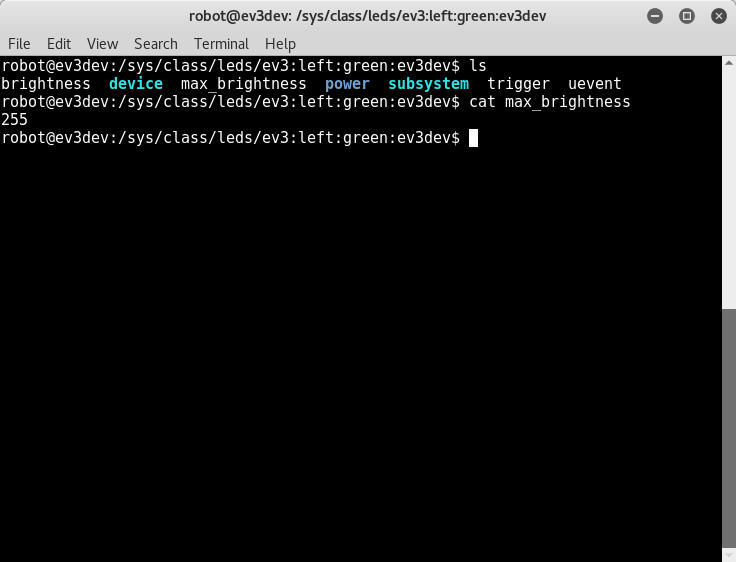 robot@ev3dev: /sys/class/leds/ev3:left:green:ev3dev
File Edit View Search Terminal Help
robot@ev3dev:/sys/class/leds/ev3:left:green:ev3dev$ ls
brightness  device  max_brightness  power  subsystem  trigger  uevent
robot@ev3dev:/sys/class/leds/ev3:left:green:ev3dev$ cat max_brightness
255
robot@ev3dev:/sys/class/leds/ev3:left:green:ev3dev$